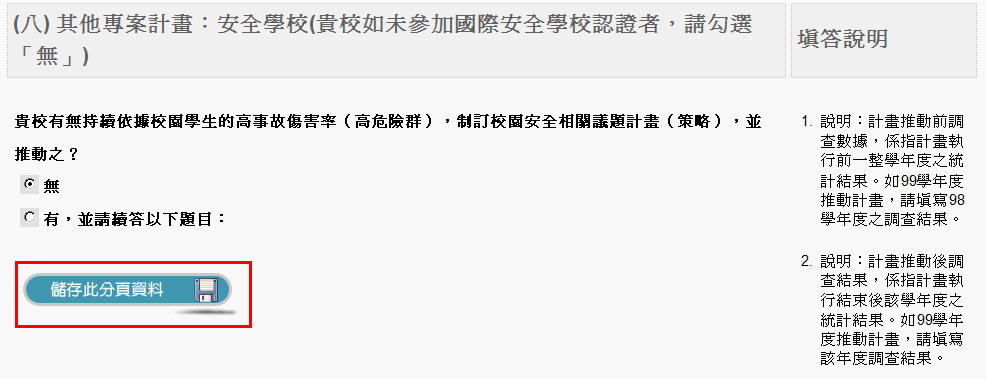 (八) 其他專案計畫：安全學校(貴校如未參加國際安全學校認證者，請勾選
「無」)
填答說明
貴校有無持續依據校園學生的高事故傷害率（高危險群），制訂校園安全相關議題計畫（策略），並
推動之？
無
有，並請續答以下題目：
儲存此分頁資料
1. 說明：計畫推動前調
查數據，係指計畫執
行前一整學年度之統
計結果。如99學年度
推動計畫，請填寫98
學年度之調查結果。
2. 說明：計畫推動後調
查結果，係指計畫執
行結束後該學年度之
統計結果。如99學年
度推動計畫，請填寫
該年度調查結果。